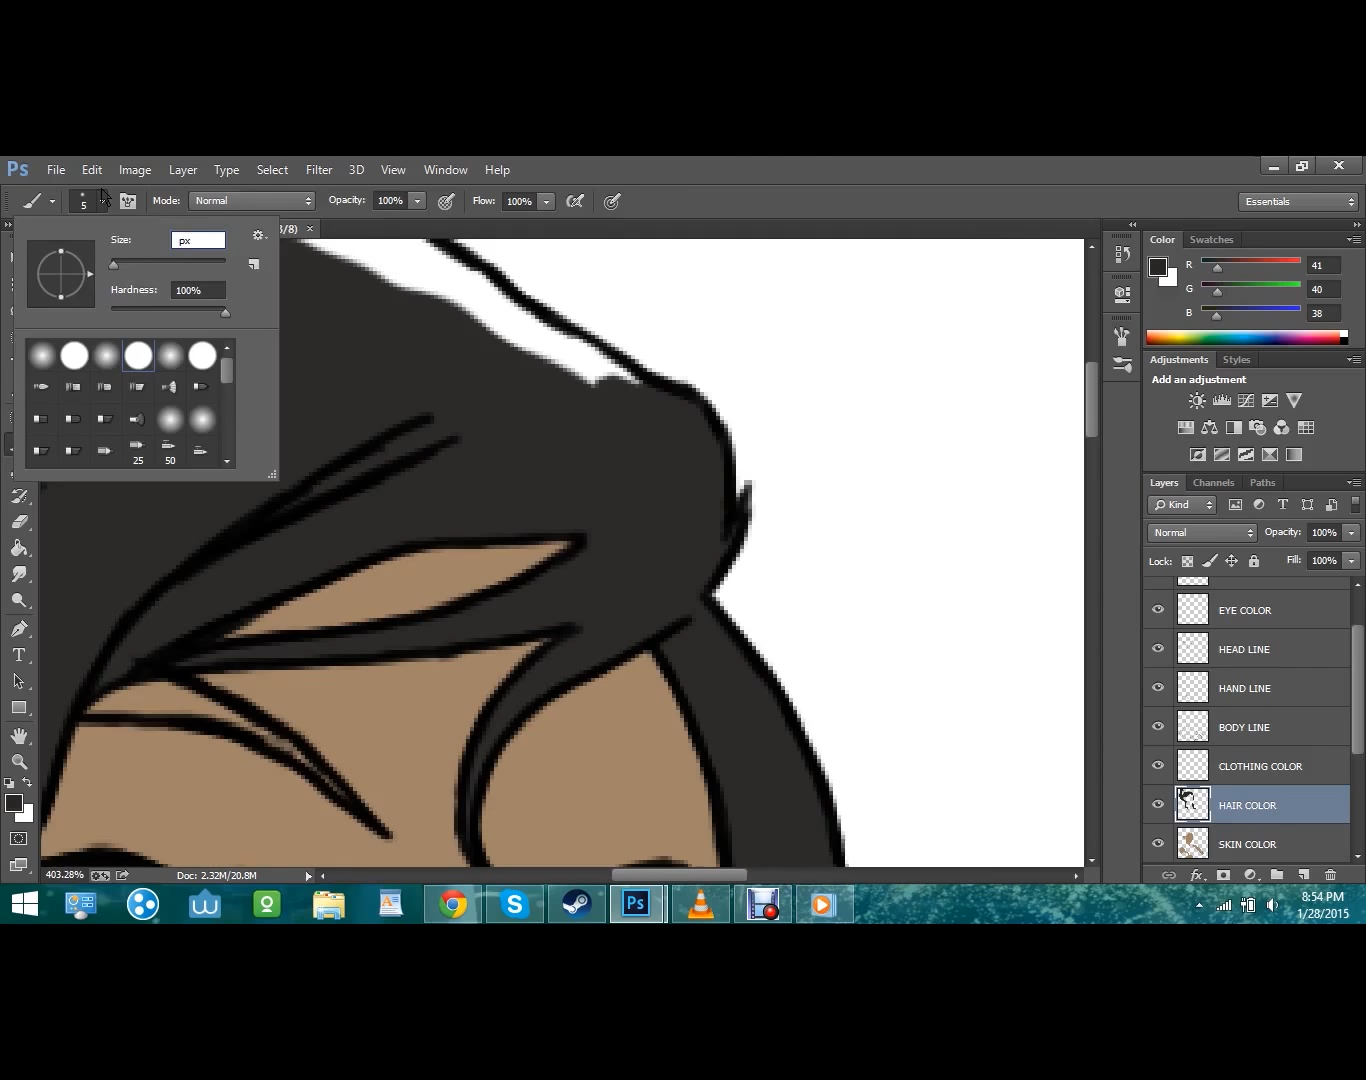 Ps File Edit Image Layer Type Select Filter 3D View Window Help
5 Mode: Normal Opacity: 100% Flow: 100% Essentials
3/8) ×
Size: px
Hardness: 100%
25 50
Color Swatches
R 41
G 40
B 38
Adjustments Styles
Add an adjustment
Layers Channels Paths
Kind
Normal Opacity: 100%
Lock: Fill: 100%
EYE COLOR
HEAD LINE
HAND LINE
BODY LINE
CLOTHING COLOR
HAIR COLOR
SKIN COLOR
403.28% Doc: 2.32M/20.8M
8:54 PM
1/28/2015